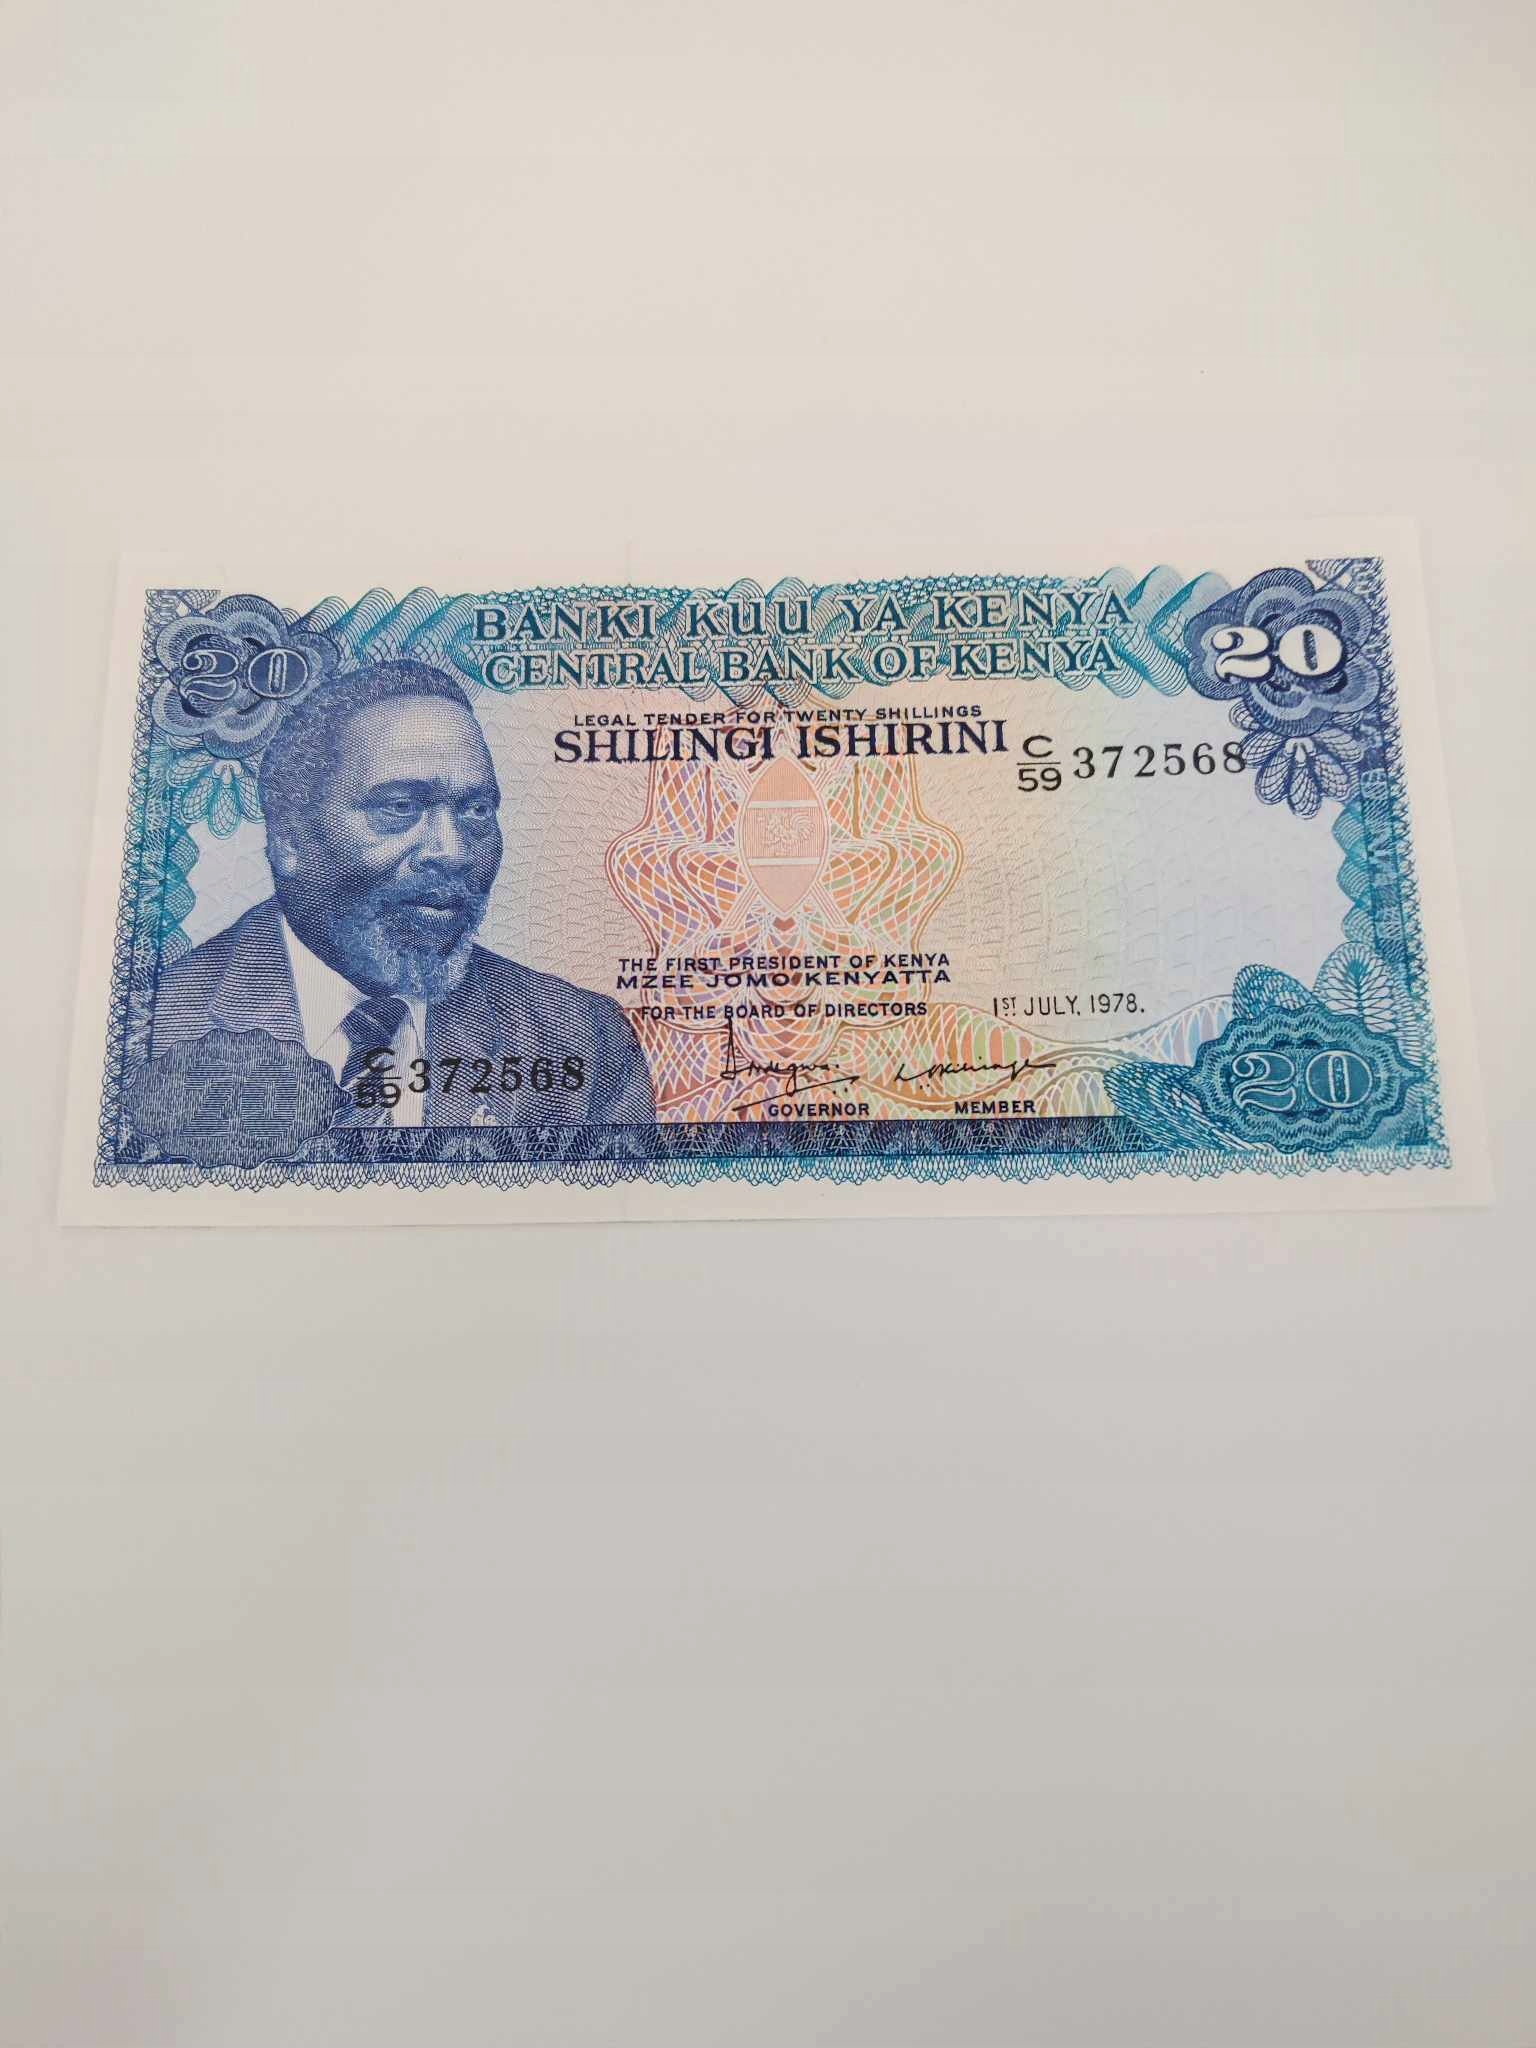 20
BANKI KUU YA KENYA
20
CENTRAL BANK OF KENYA
LEGAL TENDER FOR TWENTY SHILLINGS
SHILINGI ISHIRINI
C/59 372568
THE FIRST PRESIDENT OF KENYA
MZEE JOMO KENYATTA
FOR THE BOARD OF DIRECTORS
1ST JULY, 1978.
20
C/59 372568
GOVERNOR
MEMBER
20